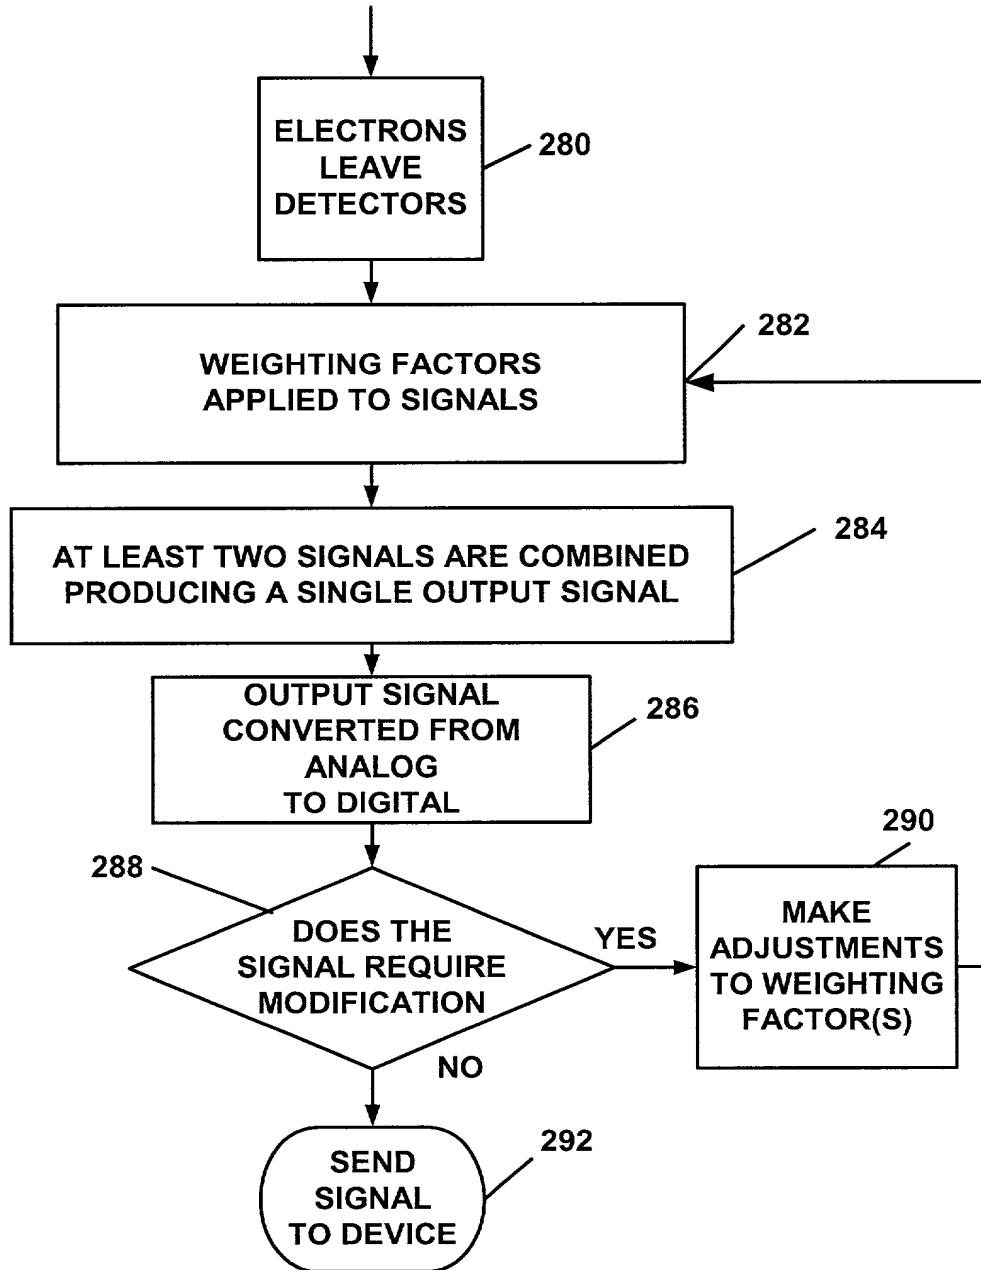 ELECTRONS
LEAVE
DETECTORS
280
282
WEIGHTING FACTORS
APPLIED TO SIGNALS
284
AT LEAST TWO SIGNALS ARE COMBINED
PRODUCING A SINGLE OUTPUT SIGNAL
OUTPUT SIGNAL
CONVERTED FROM
ANALOG
TO DIGITAL
286
288
DOES THE
SIGNAL REQUIRE
MODIFICATION
YES
290
MAKE
ADJUSTMENTS
TO WEIGHTING
FACTOR(S)
NO
SEND
SIGNAL
TO DEVICE
292